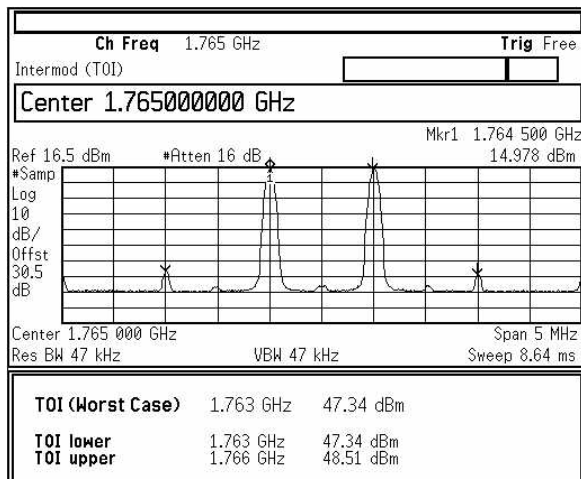 Ch Freq 1.765 GHz Trig Free
Intermod (TOI)
Center 1.765000000 GHz
Mkr1 1.764 500 GHz
Ref 16.5 dBm #Atten 16 dB 14.978 dBm
#Samp
Log
10
dB/
Offst
30.5
dB
1
Center 1.765 000 GHz Span 5 MHz
Res BW 47 kHz VBW 47 kHz Sweep 8.64 ms
TOI (Worst Case) 1.763 GHz 47.34 dBm
TOI lower 1.763 GHz 47.34 dBm
TOI upper 1.766 GHz 48.51 dBm